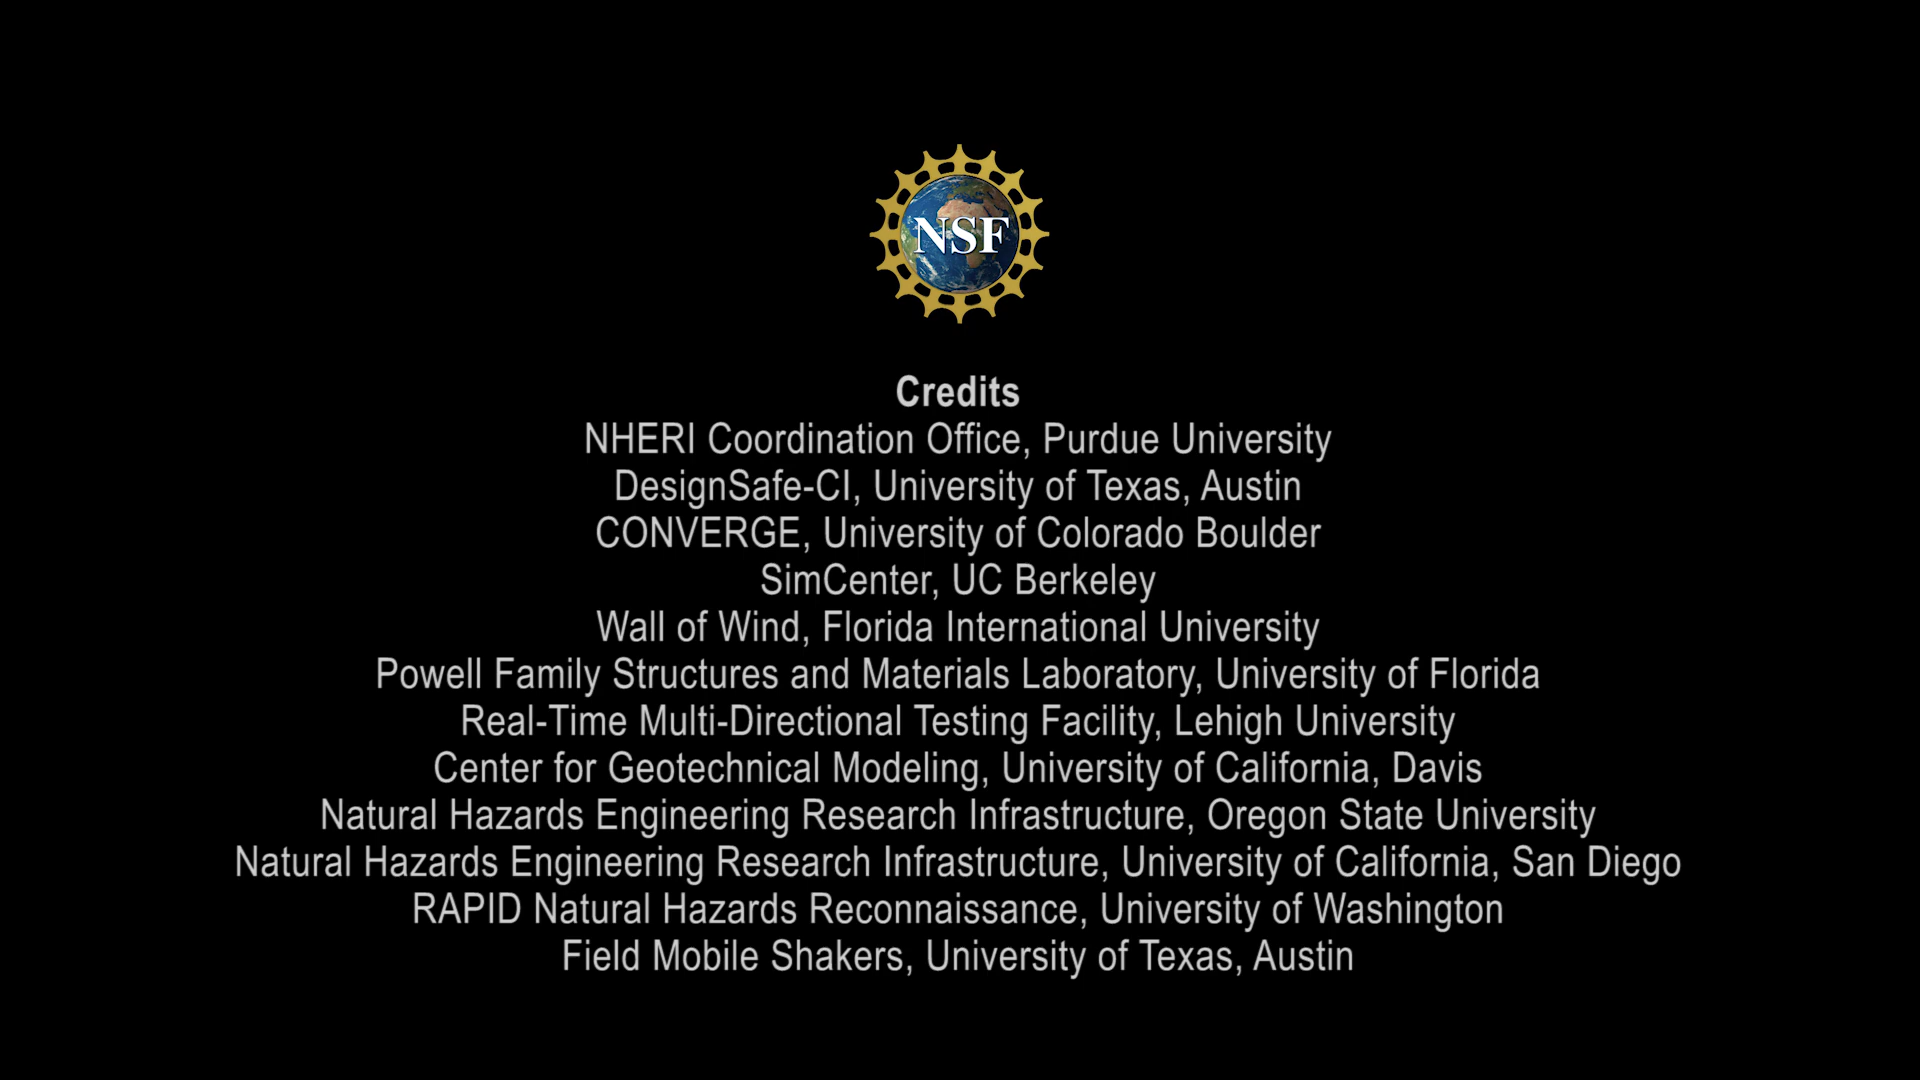 NSF
Credits
NHERI Coordination Office, Purdue University
DesignSafe-CI, University of Texas, Austin
CONVERGE, University of Colorado Boulder
SimCenter, UC Berkeley
Wall of Wind, Florida International University
Powell Family Structures and Materials Laboratory, University of Florida
Real-Time Multi-Directional Testing Facility, Lehigh University
Center for Geotechnical Modeling, University of California, Davis
Natural Hazards Engineering Research Infrastructure, Oregon State University
Natural Hazards Engineering Research Infrastructure, University of California, San Diego
RAPID Natural Hazards Reconnaissance, University of Washington
Field Mobile Shakers, University of Texas, Austin